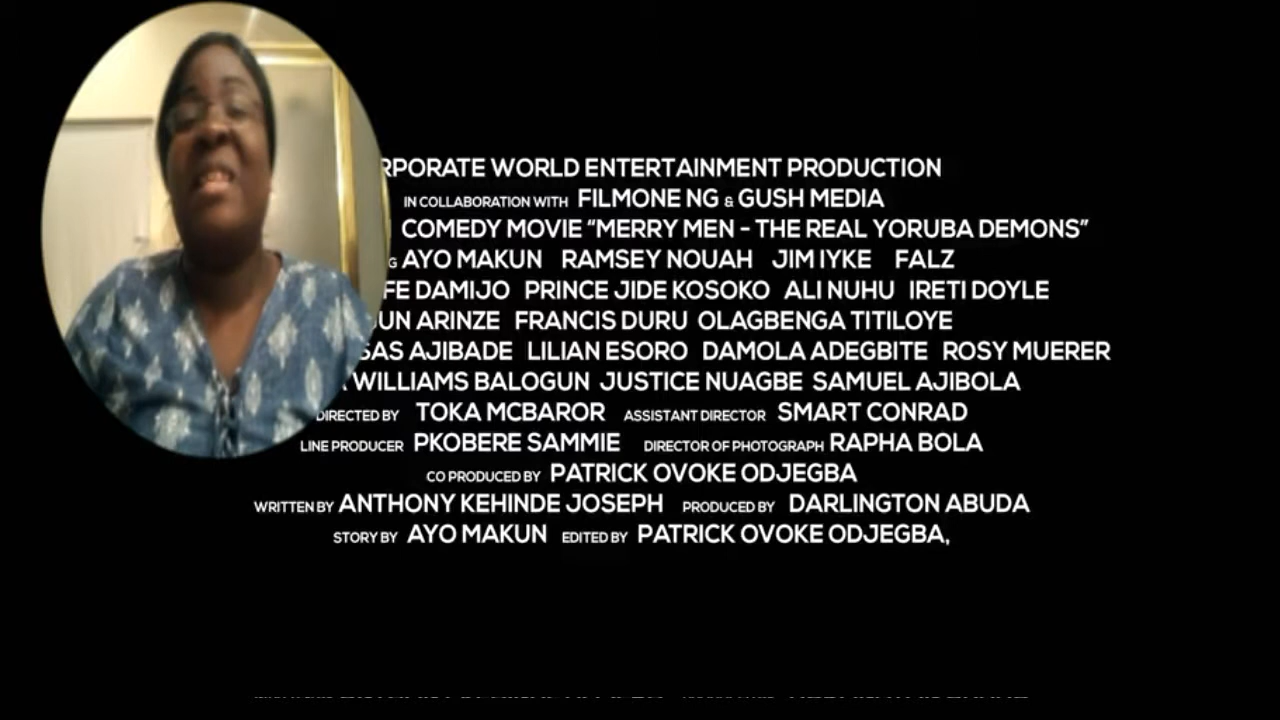 RPORATE WORLD ENTERTAINMENT PRODUCTION
IN COLLABORATION WITH FILMONE NG & GUSH MEDIA
COMEDY MOVIE “MERRY MEN – THE REAL YORUBA DEMONS”
G AYO MAKUN RAMSEY NOUAH JIM IYKE FALZ
FE DAMIJO PRINCE JIDE KOSOKO ALI NUHU IRETI DOYLE
UN ARINZE FRANCIS DURU OLAGBENGA TITILOYE
SAS AJIBADE LILIAN ESORO DAMOLA ADEGBITE ROSY MUERER
WILLIAMS BALOGUN JUSTICE NUAGBE SAMUEL AJIBOLA
DIRECTED BY TOKA MCBAROR ASSISTANT DIRECTOR SMART CONRAD
LINE PRODUCER PKOBERE SAMMIE DIRECTOR OF PHOTOGRAPH RAPHA BOLA
CO PRODUCED BY PATRICK OVOKE ODJEGBA
WRITTEN BY ANTHONY KEHINDE JOSEPH PRODUCED BY DARLINGTON ABUDA
STORY BY AYO MAKUN EDITED BY PATRICK OVOKE ODJEGBA,